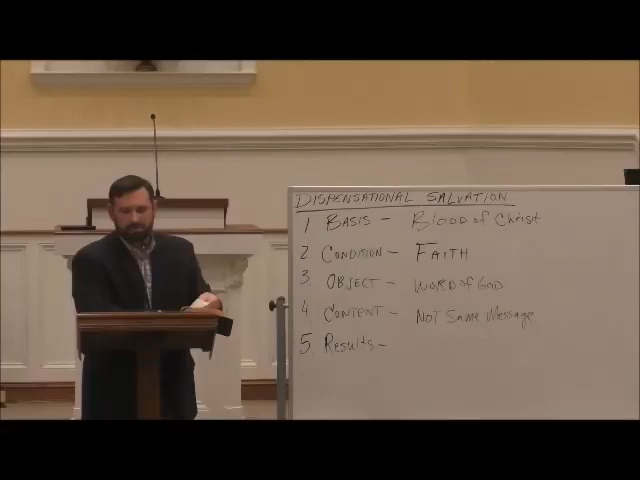 DISPENSATIONAL SALVATION
1 BASIS - BLOOD of Christ
2. CONDITION - FAITH
3. OBJECT - WORD of GOD
4 CONTENT - NOT Same Message
5. Results -